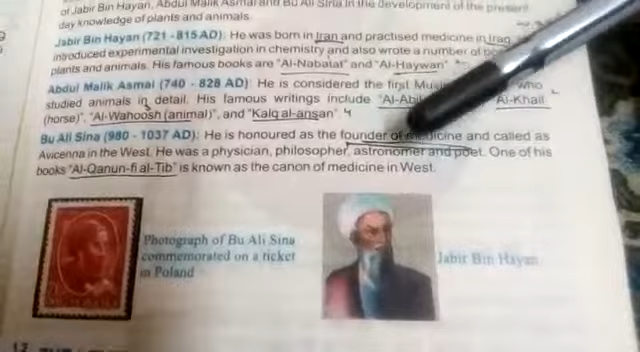 of Jabir Bin Hayan, Abdul Malik Asmai and Bu Ali Sina in the development of the present
day knowledge of plants and animals.
Jabir Bin Hayan (721 - 815 AD): He was born in Iran and practised medicine in Iraq.
introduced experimental investigation in chemistry and also wrote a number of
plants and animals. His famous books are "Al-Nabatat" and "Al-Haywan".
Abdul Malik Asmai (740 - 828 AD): He is considered the first who
studied animals in detail. His famous writings include Al-Khail
(horse)", "Al-Wahoosh (animal)", and "Kalq al-ansan". 4
Bu Ali Sina (980 - 1037 AD): He is honoured as the founder of medicine and called as
Avicenna in the West. He was a physician, philosopher, astronomer and poet. One of his
books "Al-Qanun-fi al-Tib" is known as the canon of medicine in West.
Photograph of Bu Ali Sina
commemorated on a ticket
in Poland
Jabir Bin Hayan